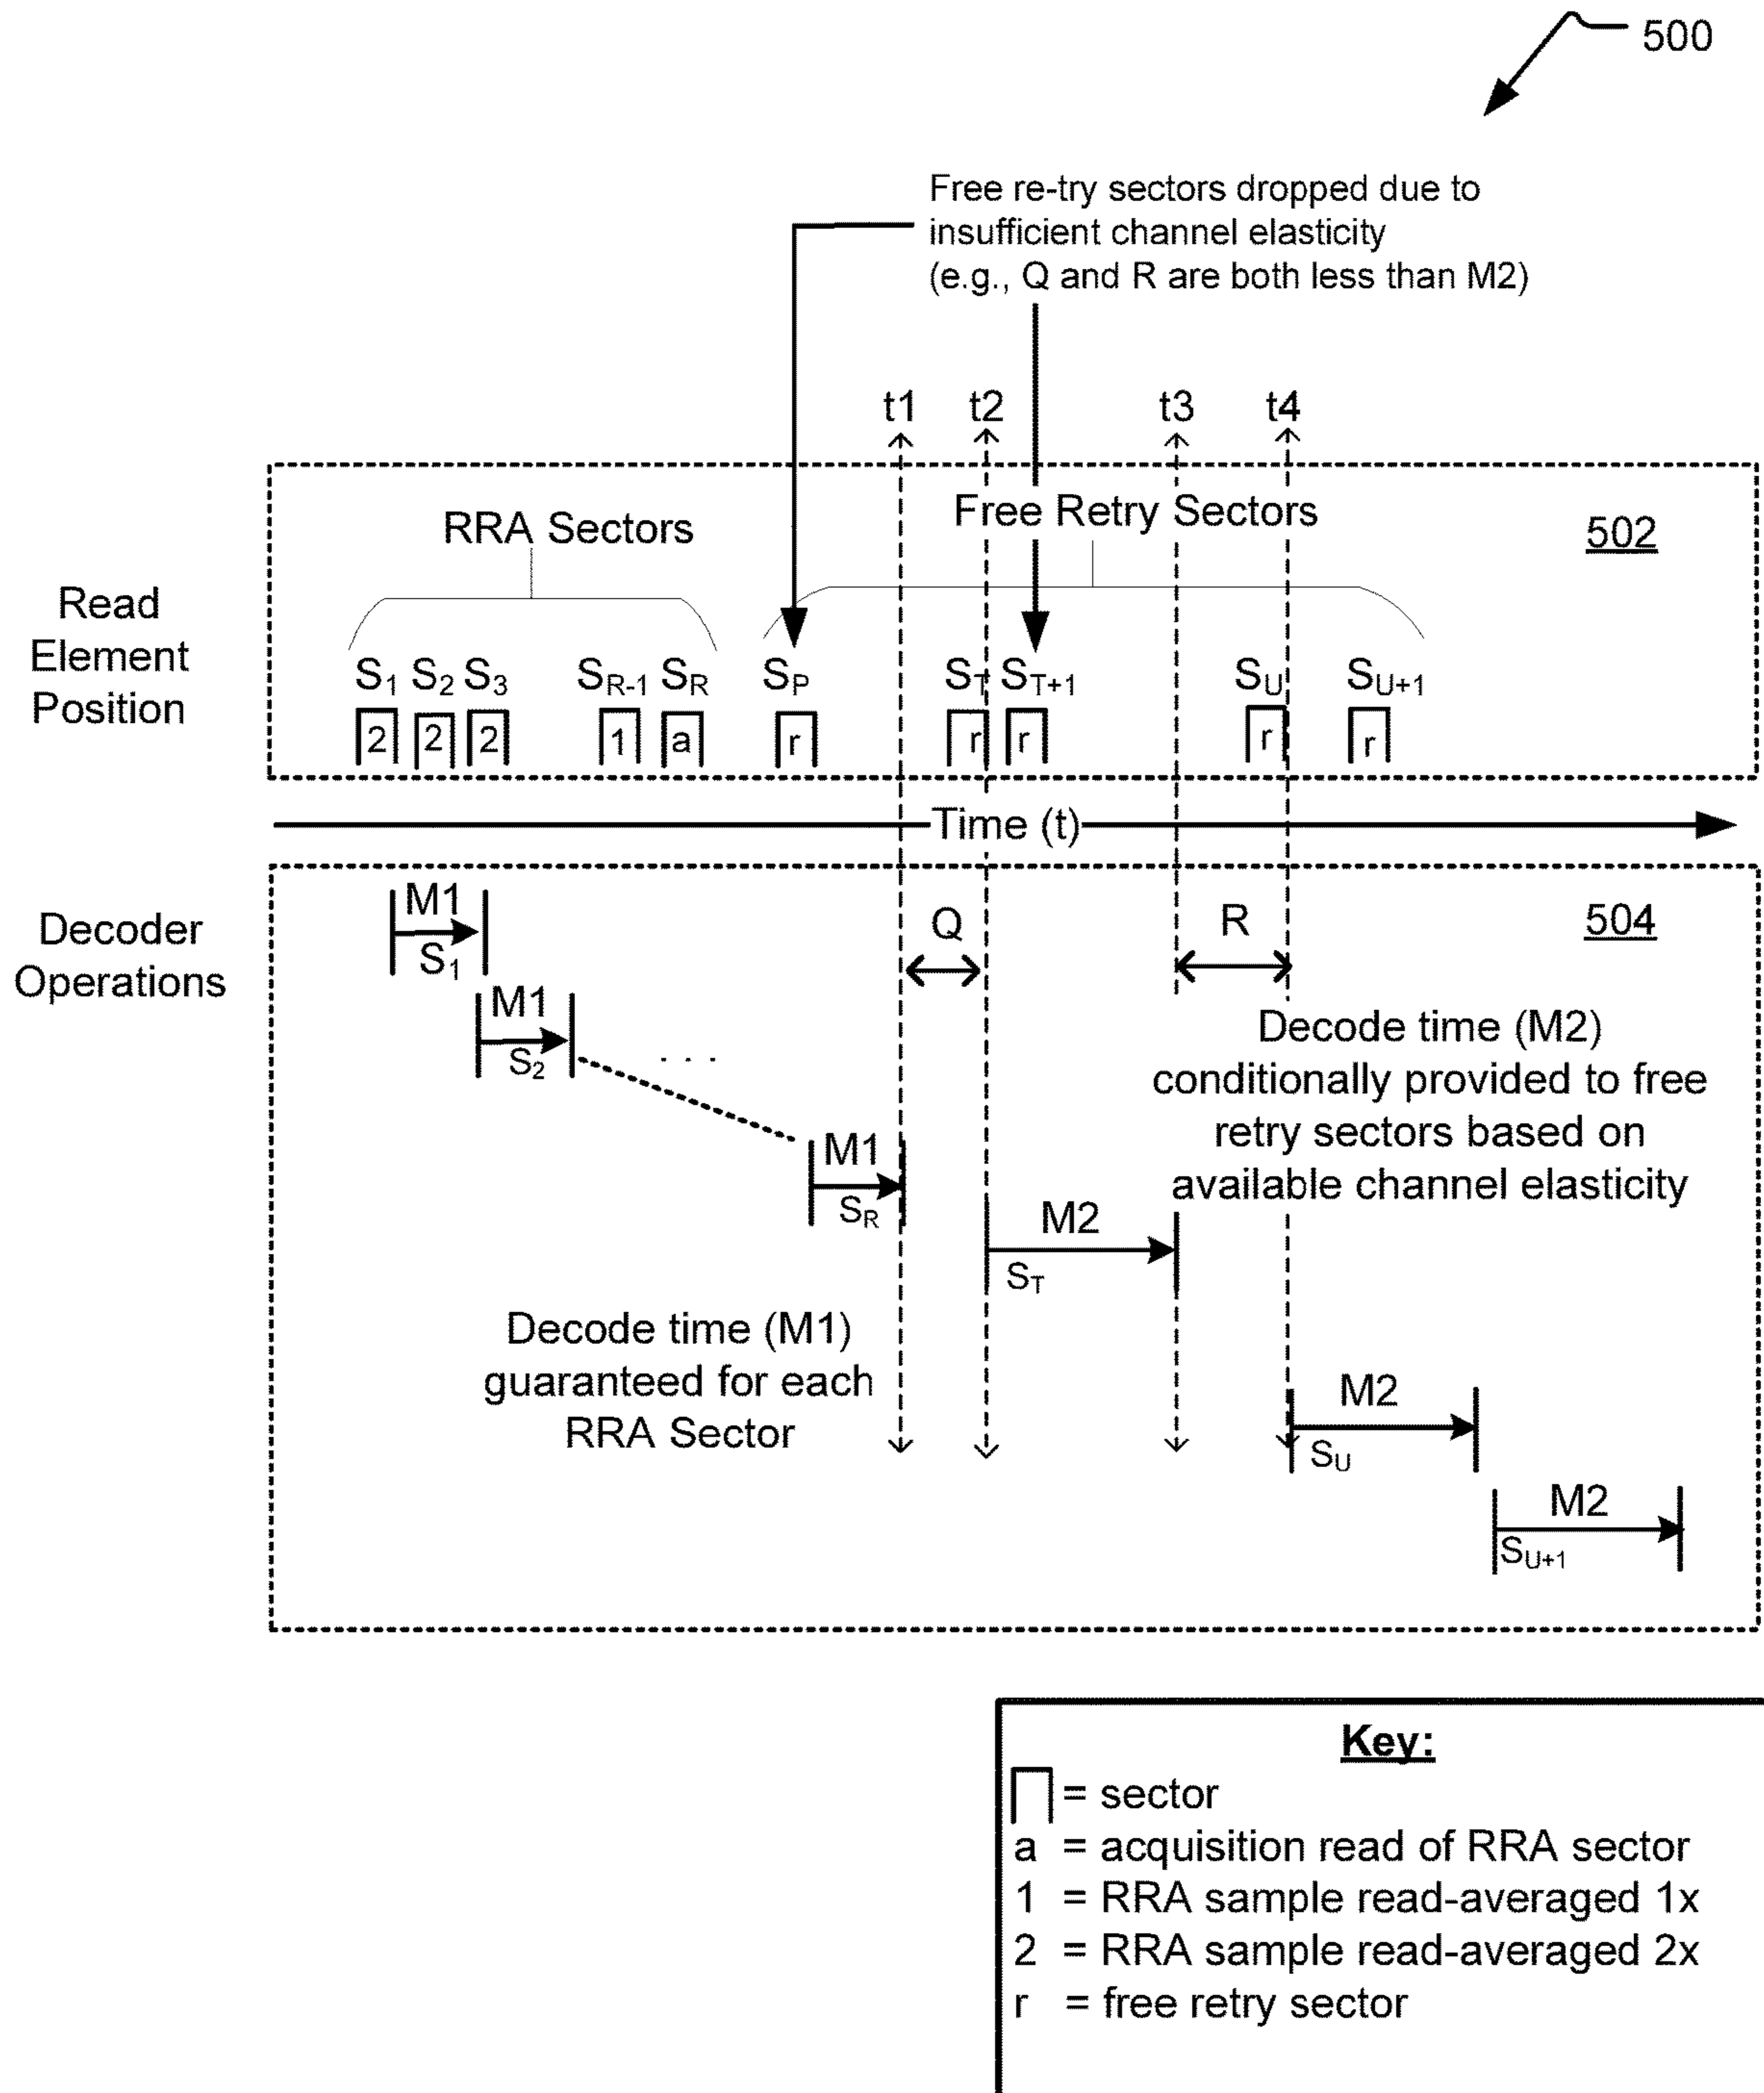 500
Free re-try sectors dropped due to
insufficient channel elasticity
(e.g., Q and R are both less than M2)
t1 t2 t3 t4
RRA Sectors
Free Retry Sectors
502
Read
Element
Position
S1 S2 S3 SR-1 SR SP ST ST+1 SU SU+1
2 2 2 1 a r r r r r
Time (t)
Decoder
Operations
504
M1
S1
Q
R
M1
S2
. . .
Decode time (M2)
conditionally provided to free
retry sectors based on
available channel elasticity
M1
SR
M2
ST
Decode time (M1)
guaranteed for each
RRA Sector
M2
SU
M2
SU+1
Key:
= sector
a = acquisition read of RRA sector
1 = RRA sample read-averaged 1x
2 = RRA sample read-averaged 2x
r = free retry sector